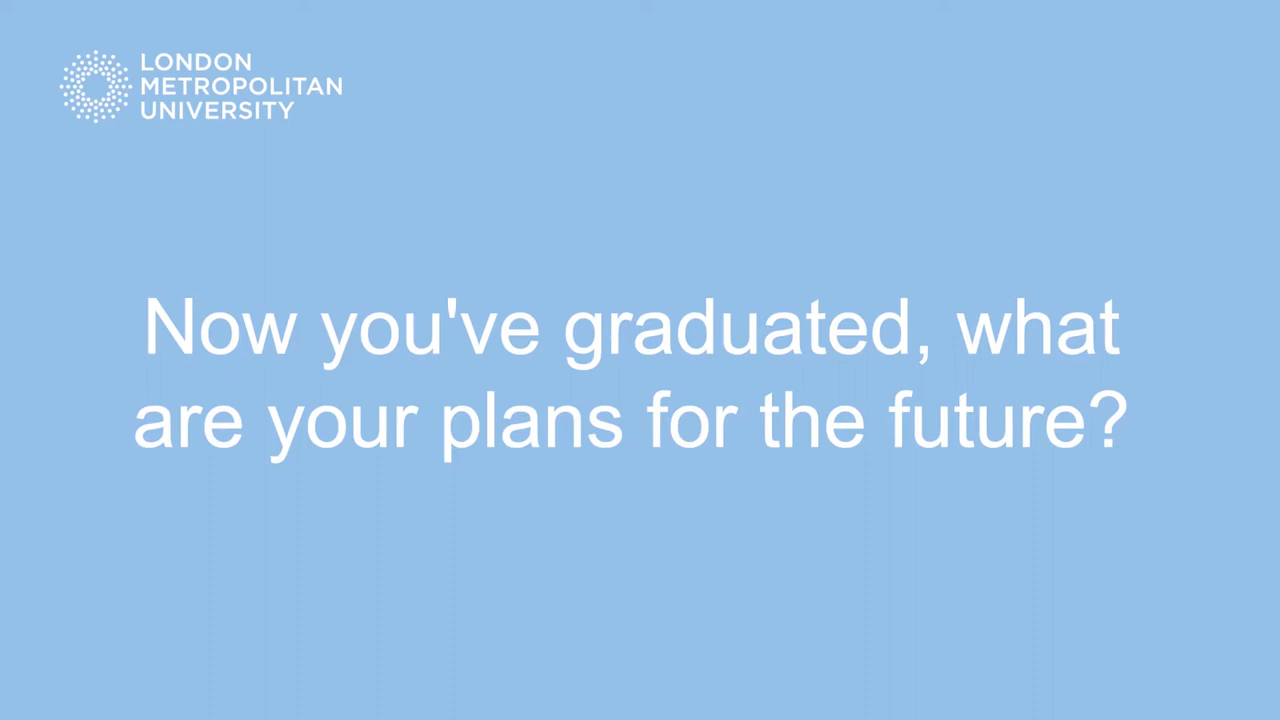 LONDON
METROPOLITAN
UNIVERSITY
Now you've graduated, what
are your plans for the future?